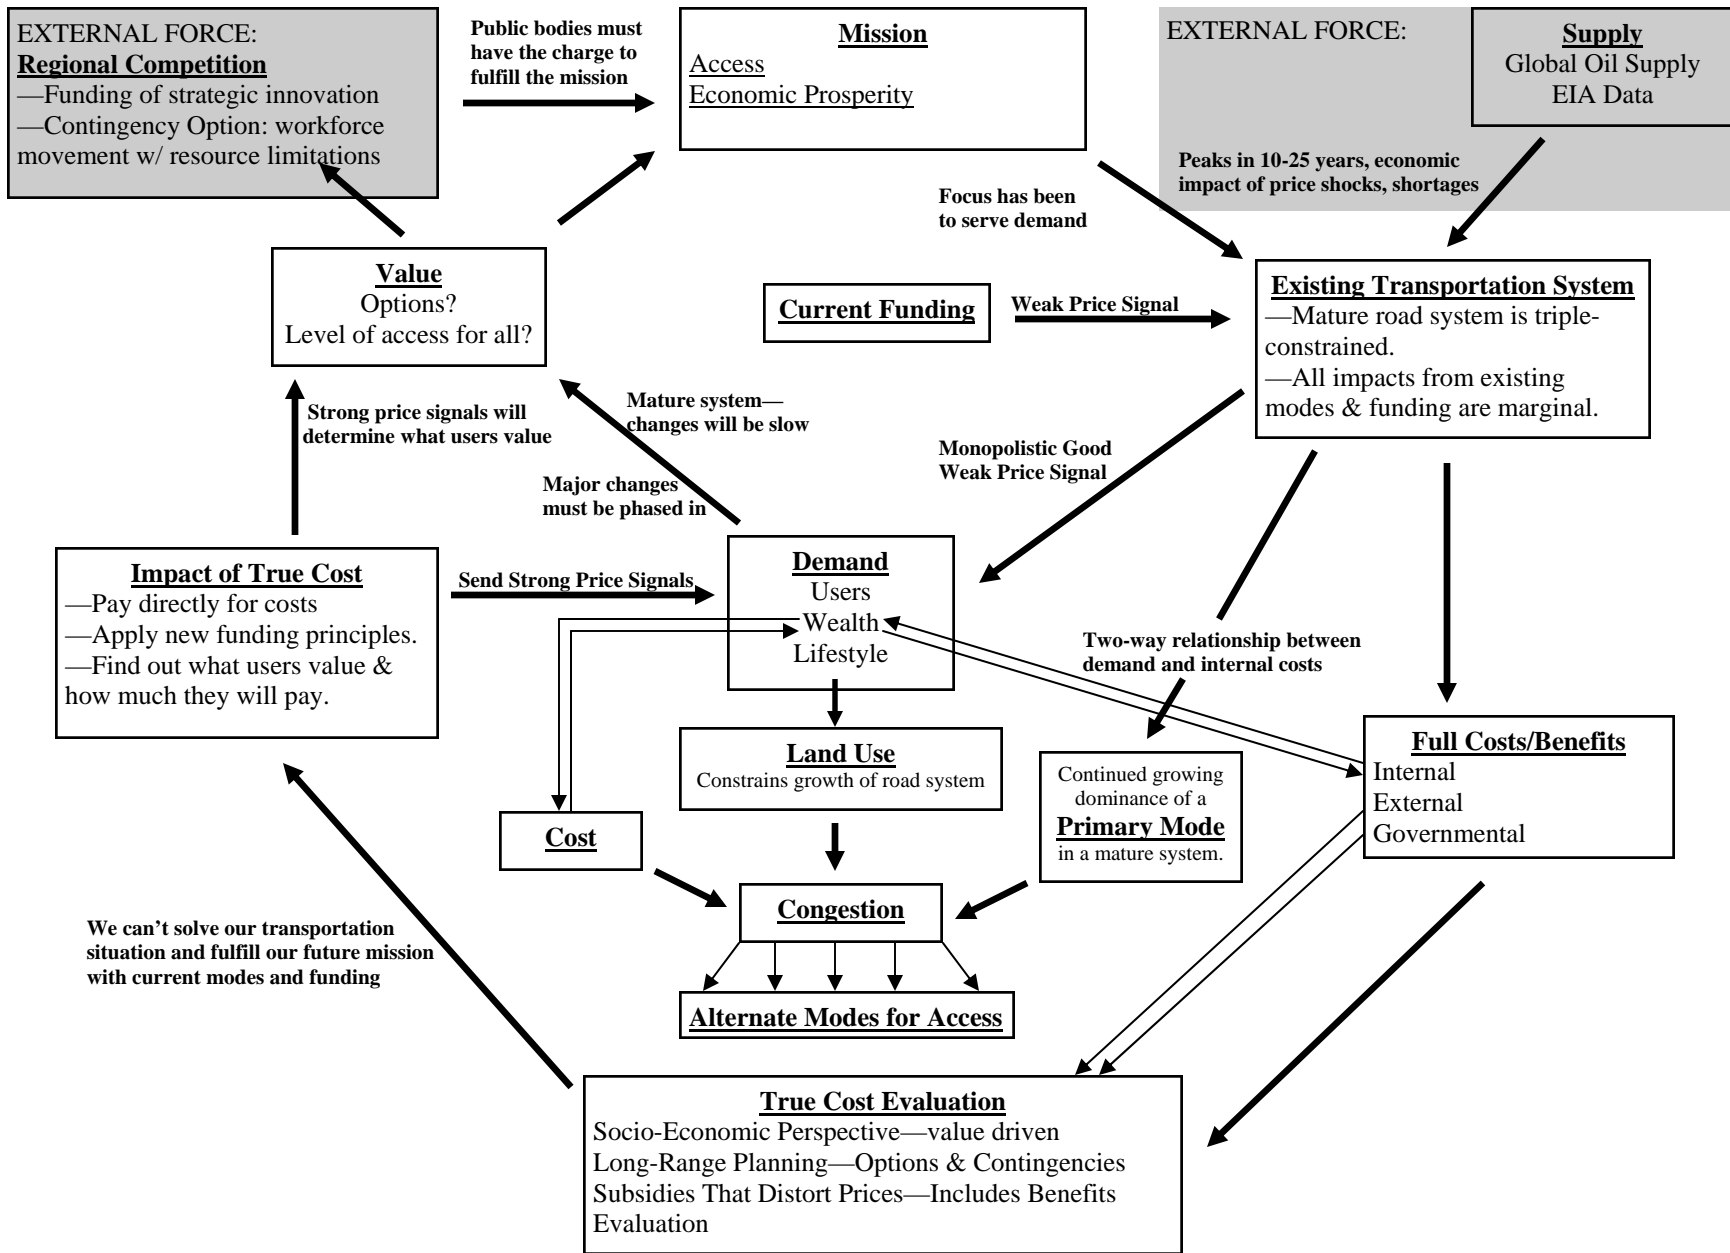 EXTERNAL FORCE:
Regional Competition
—Funding of strategic innovation
—Contingency Option: workforce
movement w/ resource limitations
Public bodies must
have the charge to
fulfill the mission
Mission
Access
Economic Prosperity
EXTERNAL FORCE:
Supply
Global Oil Supply
EIA Data
Peaks in 10-25 years, economic
impact of price shocks, shortages
Focus has been
to serve demand
Value
Options?
Level of access for all?
Current Funding
Weak Price Signal
Existing Transportation System
—Mature road system is triple-
constrained.
—All impacts from existing
modes & funding are marginal.
Strong price signals will
determine what users value
Mature system—
changes will be slow
Major changes
must be phased in
Monopolistic Good
Weak Price Signal
Impact of True Cost
—Pay directly for costs
—Apply new funding principles.
—Find out what users value &
how much they will pay.
Send Strong Price Signals
Demand
Users
Wealth
Lifestyle
Two-way relationship between
demand and internal costs
Land Use
Constrains growth of road system
Continued growing
dominance of a
Primary Mode
in a mature system.
Full Costs/Benefits
Internal
External
Governmental
Cost
Congestion
We can’t solve our transportation
situation and fulfill our future mission
with current modes and funding
Alternate Modes for Access
True Cost Evaluation
Socio-Economic Perspective—value driven
Long-Range Planning—Options & Contingencies
Subsidies That Distort Prices—Includes Benefits
Evaluation